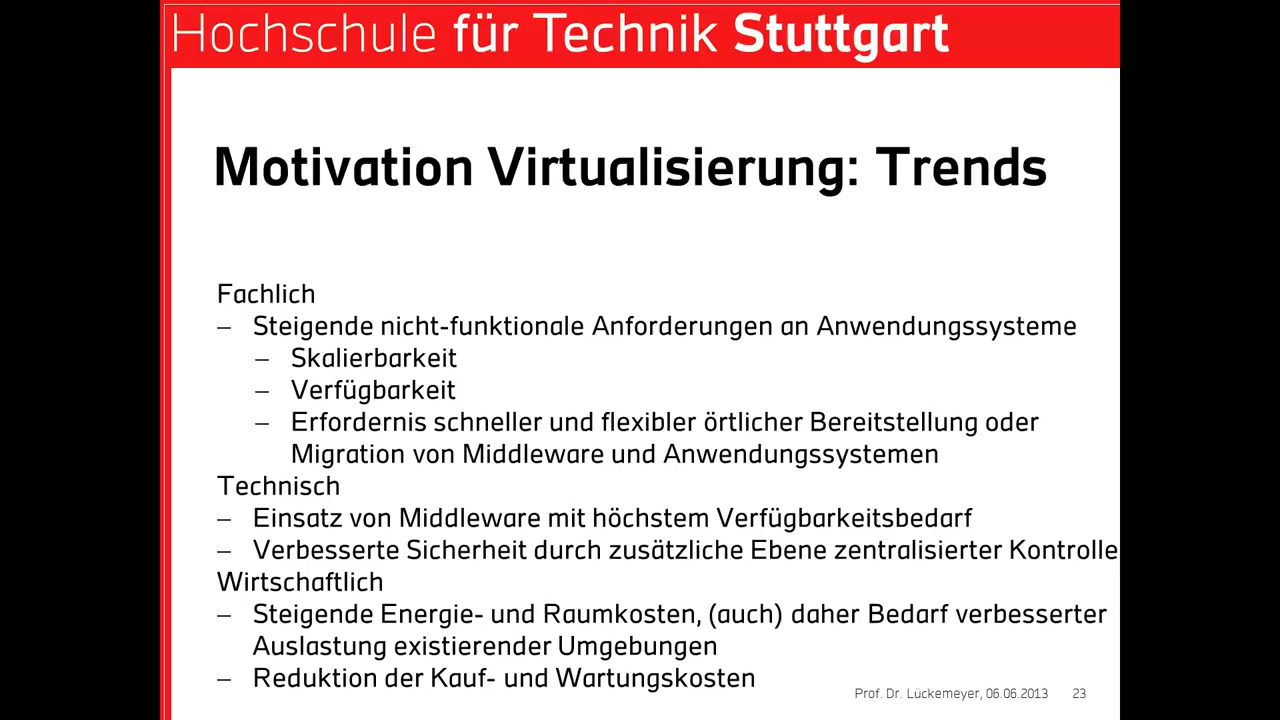 Hochschule für Technik Stuttgart
Motivation Virtualisierung: Trends
Fachlich
– Steigende nicht-funktionale Anforderungen an Anwendungssysteme
– Skalierbarkeit
– Verfügbarkeit
– Erfordernis schneller und flexibler örtlicher Bereitstellung oder
Migration von Middleware und Anwendungssystemen
Technisch
– Einsatz von Middleware mit höchstem Verfügbarkeitsbedarf
– Verbesserte Sicherheit durch zusätzliche Ebene zentralisierter Kontrolle
Wirtschaftlich
– Steigende Energie- und Raumkosten, (auch) daher Bedarf verbesserter
Auslastung existierender Umgebungen
– Reduktion der Kauf- und Wartungskosten
Prof. Dr. Lückemeyer, 06.06.2013 23